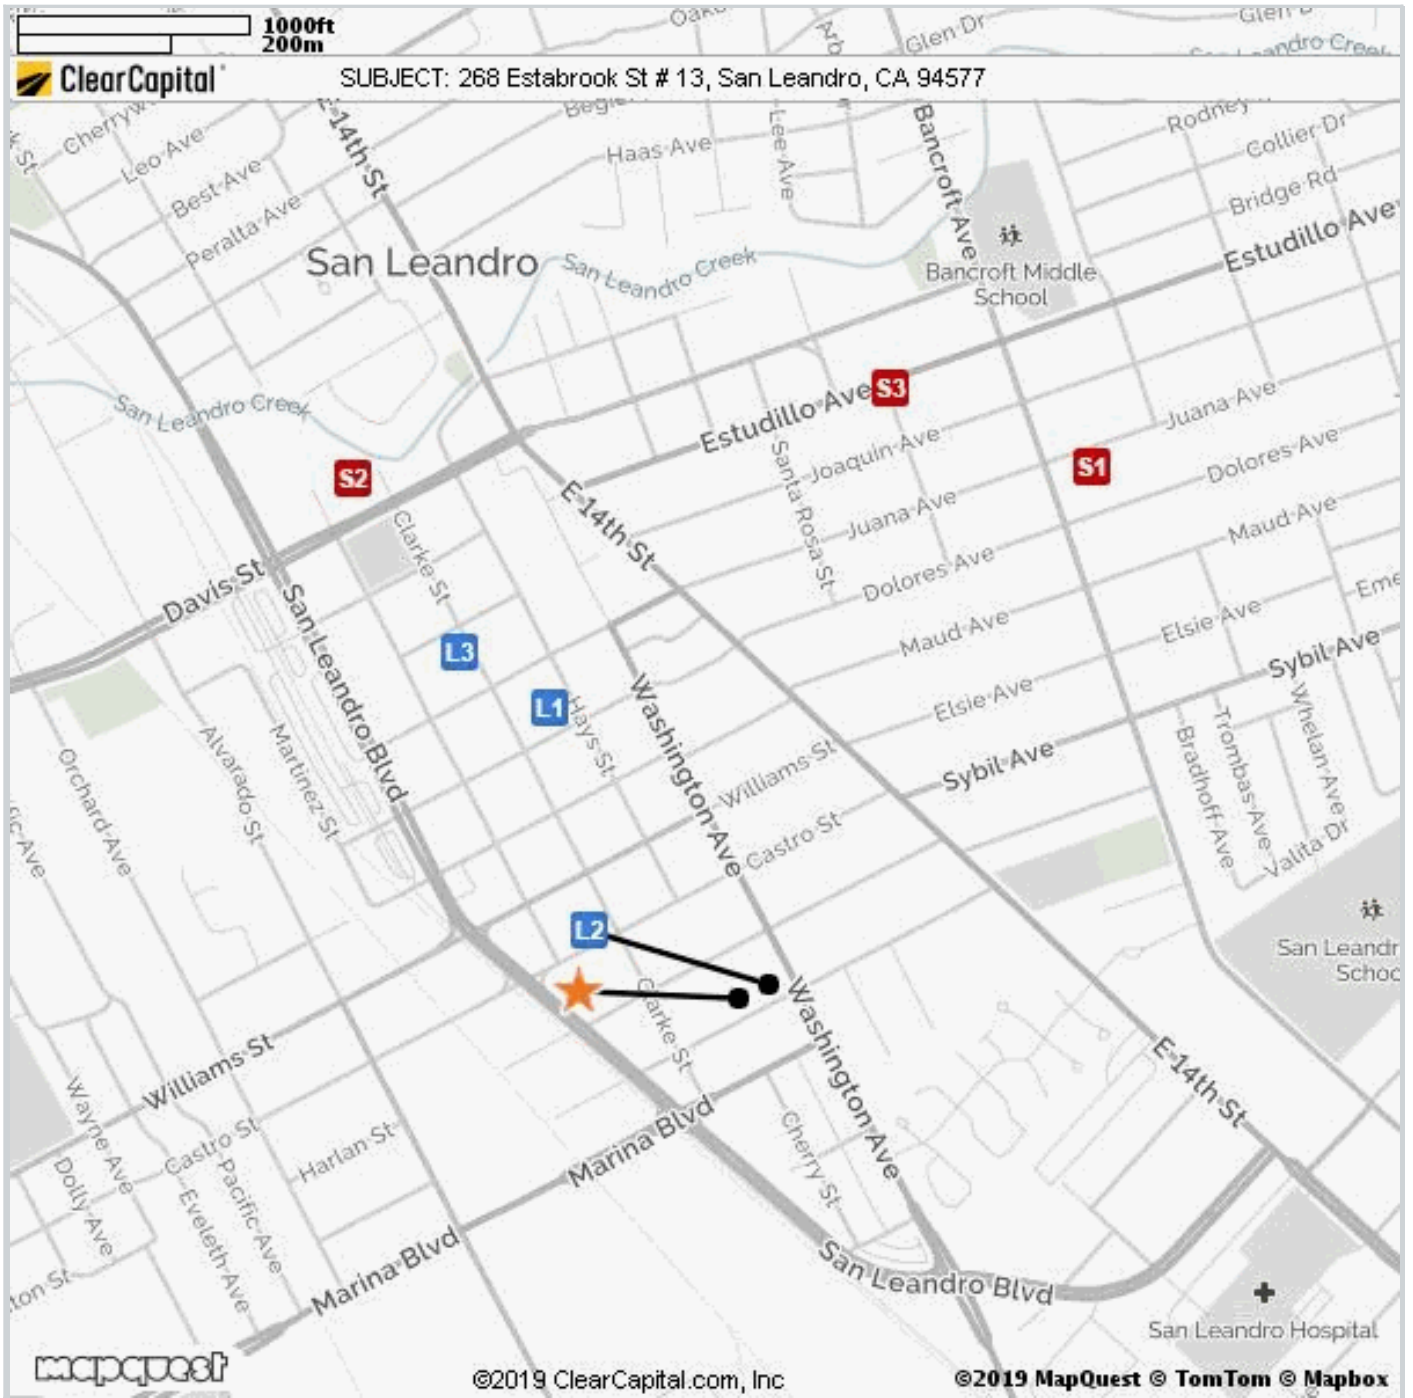 1000ft
200m
Glen Dr
ClearCapital
SUBJECT: 268 Estabrook St # 13, San Leandro, CA 94577
E 14th St
Leo Ave
Best Ave
Peralta Ave
Haas Ave
Lee Ave
Bancroft Ave
Collier Dr
Bridge Rd
Estudillo Ave
San Leandro
San Leandro Creek
Bancroft Middle
School
San Leandro Creek
S3
Estudillo Ave
Juana Ave
S1
Joaquin Ave
Santa Rosa St
Dolores Ave
S2
E 14th St
Juana Ave
Maud Ave
Clarke St
Davis St
Dolores Ave
San Leandro Blvd
Maud Ave
Elsie Ave
Sybil Ave
L3
L1
Hays St
Washington Ave
Elsie Ave
Sybil Ave
Whelan Ave
Trombas Ave
Bradhoff Ave
Orchard Ave
Alvarado St
Martinez St
Williams St
Castro St
Valita Dr
L2
Clarke St
Washington Ave
Williams St
E 14th St
Wayne Ave
Castro St
Harlan St
Marina Blvd
Cherry St
Dolly Ave
Pacific Ave
Eveleth Ave
Marina Blvd
San Leandro Blvd
San Leandro Hospital
mapquest
©2019 ClearCapital.com, Inc
©2019 MapQuest © TomTom © Mapbox